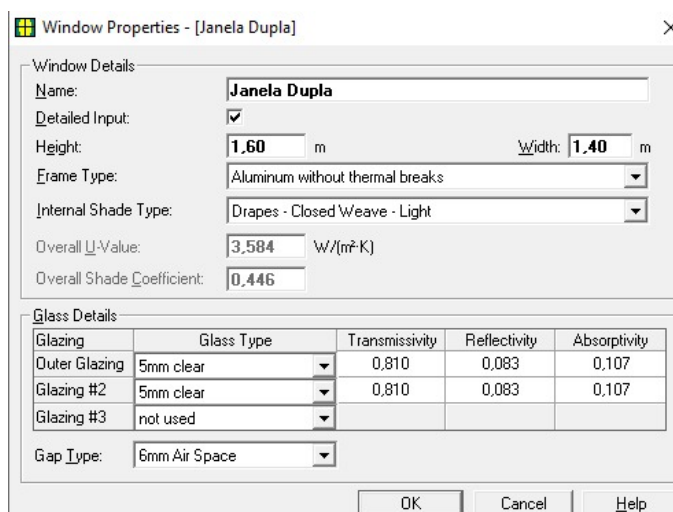 Window Properties - [Janela Dupla]
Window Details
Name: Janela Dupla
Detailed Input:
Height: 1,60 m Width: 1,40 m
Frame Type: Aluminum without thermal breaks
Internal Shade Type: Drapes - Closed Weave - Light
Overall U-Value: 3,584 W/(m²·K)
Overall Shade Coefficient: 0,446
Glass Details
Glazing Glass Type Transmissivity Reflectivity Absorptivity
Outer Glazing 5mm clear 0,810 0,083 0,107
Glazing #2 5mm clear 0,810 0,083 0,107
Glazing #3 not used
Gap Type: 6mm Air Space
OK Cancel Help